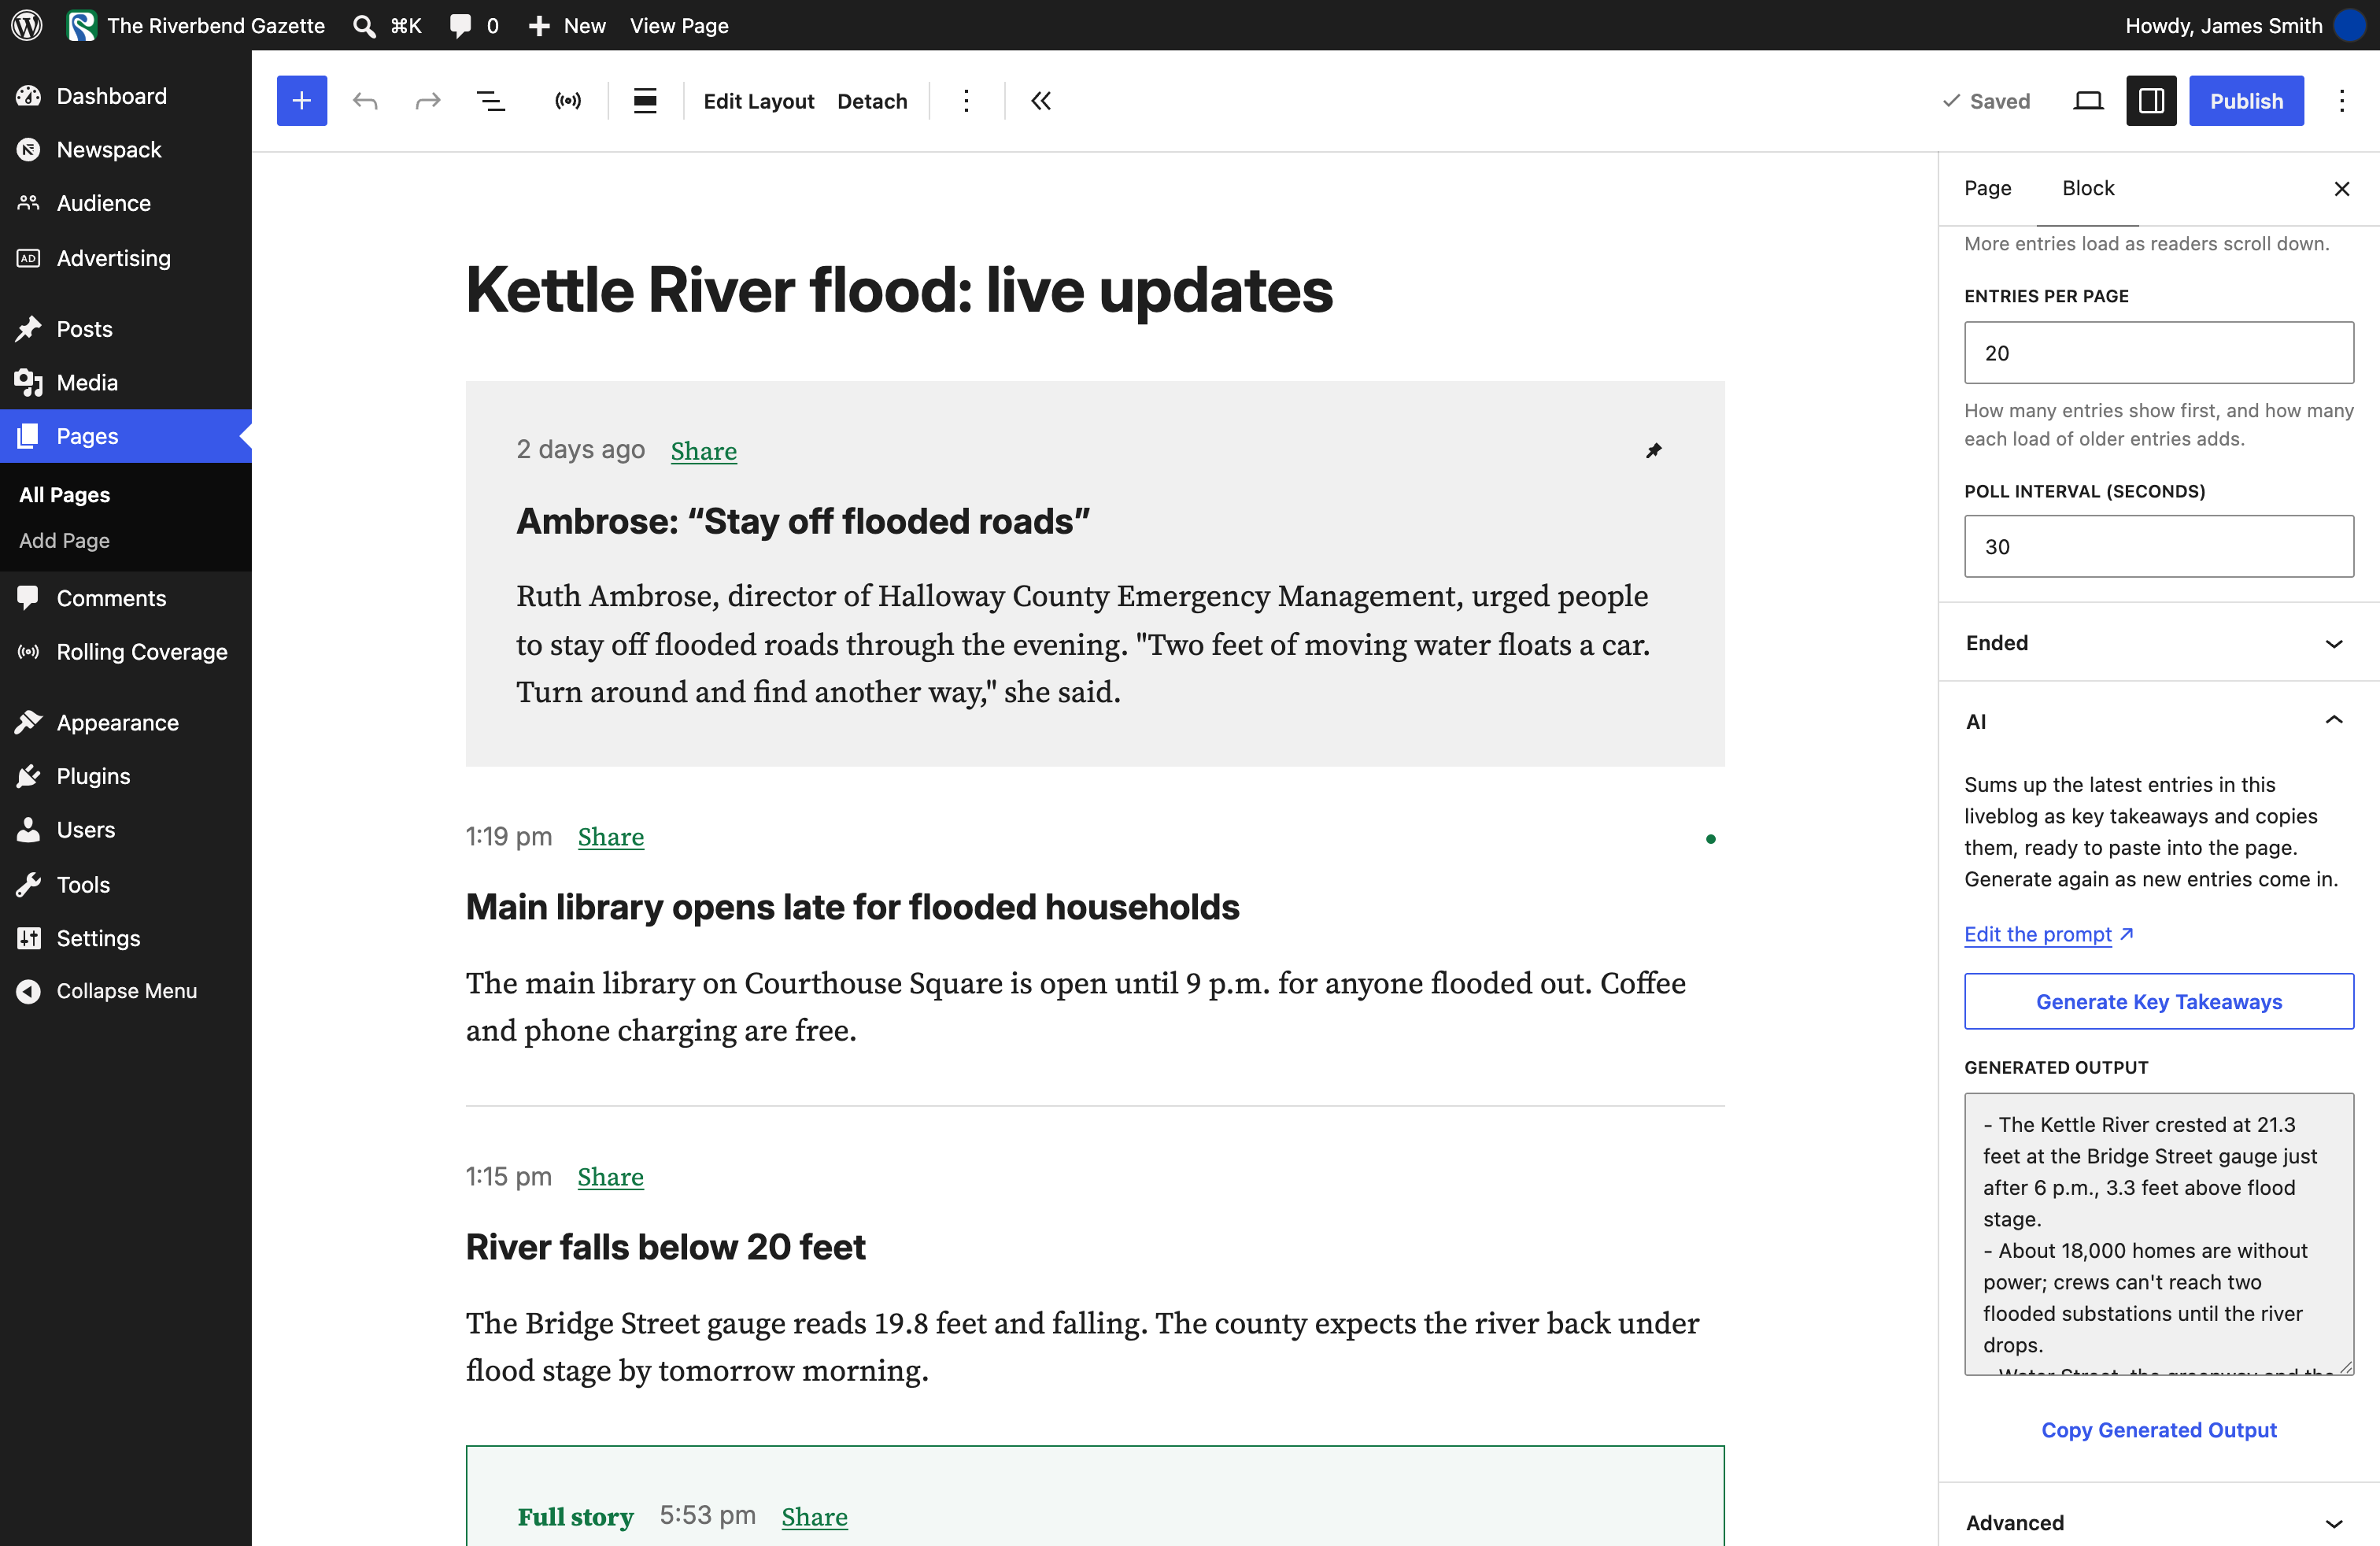 The Riverbend Gazette
⌘K
0
New
View Page
Howdy, James Smith
Dashboard
Newspack
Audience
AD
Advertising
Posts
Media
Pages
All Pages
Add Page
Comments
Rolling Coverage
Appearance
Plugins
Users
Tools
Settings
Collapse Menu
Edit Layout
Detach
Saved
Publish
Kettle River flood: live updates
2 days ago Share
Ambrose: “Stay off flooded roads”
Ruth Ambrose, director of Halloway County Emergency Management, urged people
to stay off flooded roads through the evening. "Two feet of moving water floats a car.
Turn around and find another way," she said.
1:19 pm Share
Main library opens late for flooded households
The main library on Courthouse Square is open until 9 p.m. for anyone flooded out. Coffee
and phone charging are free.
1:15 pm Share
River falls below 20 feet
The Bridge Street gauge reads 19.8 feet and falling. The county expects the river back under
flood stage by tomorrow morning.
Full story 5:53 pm Share
Page
Block
More entries load as readers scroll down.
ENTRIES PER PAGE
20
How many entries show first, and how many
each load of older entries adds.
POLL INTERVAL (SECONDS)
30
Ended
AI
Sums up the latest entries in this
liveblog as key takeaways and copies
them, ready to paste into the page.
Generate again as new entries come in.
Edit the prompt ↗
Generate Key Takeaways
GENERATED OUTPUT
- The Kettle River crested at 21.3
feet at the Bridge Street gauge just
after 6 p.m., 3.3 feet above flood
stage.
- About 18,000 homes are without
power; crews can't reach two
flooded substations until the river
drops.
- Water Street, the greenway and the
Copy Generated Output
Advanced